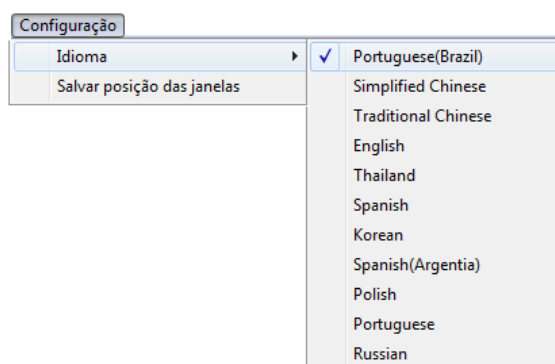 Configuração
Idioma
Salvar posição das janelas
Portuguese(Brazil)
Simplified Chinese
Traditional Chinese
English
Thailand
Spanish
Korean
Spanish(Argentia)
Polish
Portuguese
Russian